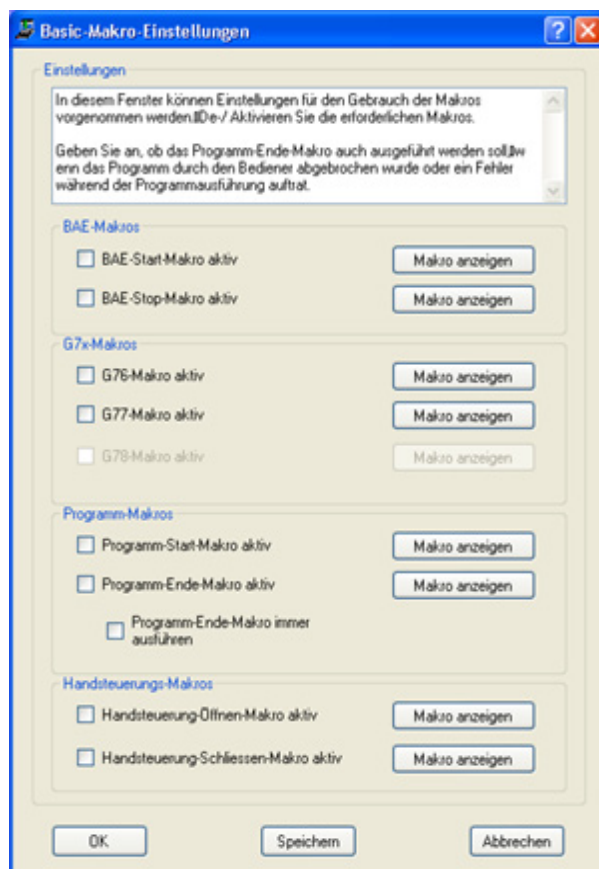 Basic-Makro-Einstellungen
Einstellungen
In diesem Fenster können Einstellungen für den Gebrauch der Makros
vorgenommen werden.‖De-/ Aktivieren Sie die erforderlichen Makros.
Geben Sie an, ob das Programm-Ende-Makro auch ausgeführt werden soll,‖w
enn das Programm durch den Bediener abgebrochen wurde oder ein Fehler
während der Programmausführung auftrat.
BAE-Makros
BAE-Start-Makro aktiv Makro anzeigen
BAE-Stop-Makro aktiv Makro anzeigen
G7x-Makros
G76-Makro aktiv Makro anzeigen
G77-Makro aktiv Makro anzeigen
G78-Makro aktiv Makro anzeigen
Programm-Makros
Programm-Start-Makro aktiv Makro anzeigen
Programm-Ende-Makro aktiv Makro anzeigen
Programm-Ende-Makro immer
ausführen
Handsteuerungs-Makros
Handsteuerung-Öffnen-Makro aktiv Makro anzeigen
Handsteuerung-Schliessen-Makro aktiv Makro anzeigen
OK Speichern Abbrechen